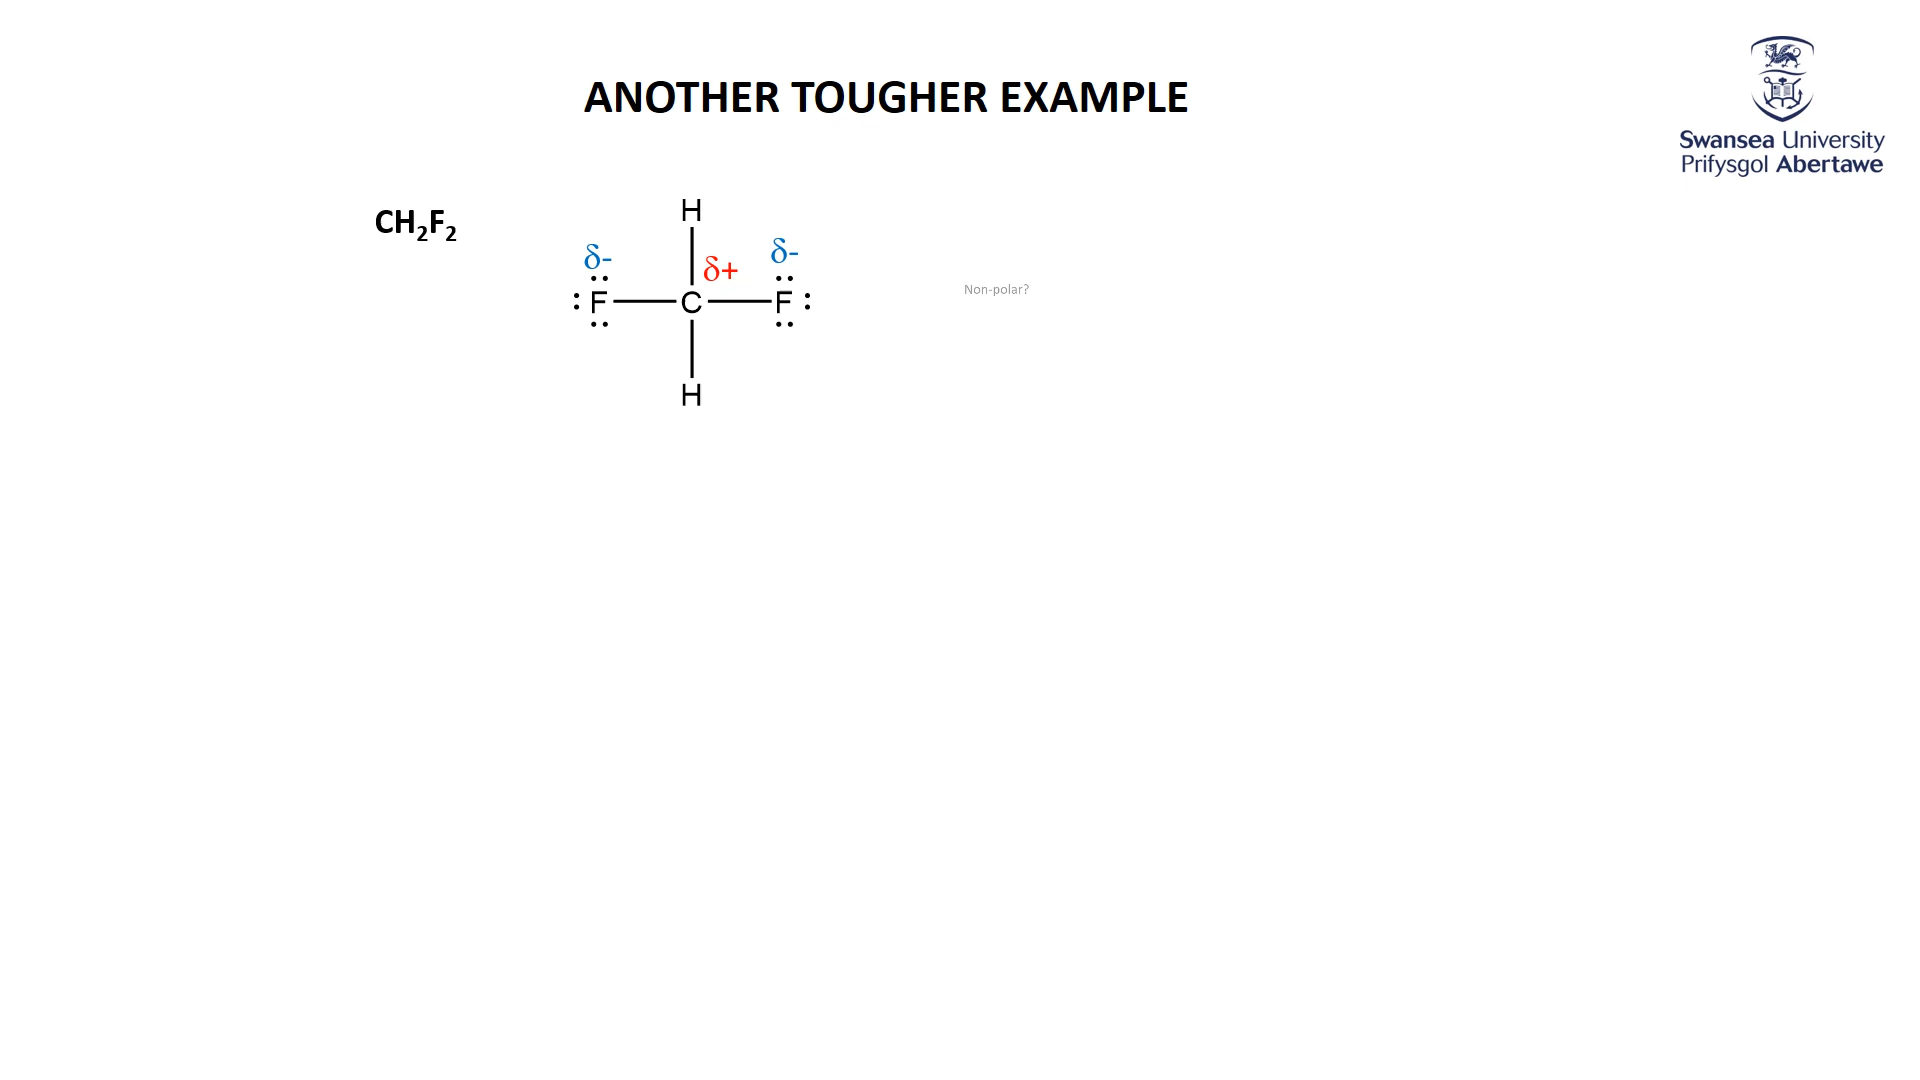 ANOTHER TOUGHER EXAMPLE
Swansea University
Prifysgol Abertawe
CH₂F₂
H
δ- δ+ δ-
:F C F:
H
Non-polar?